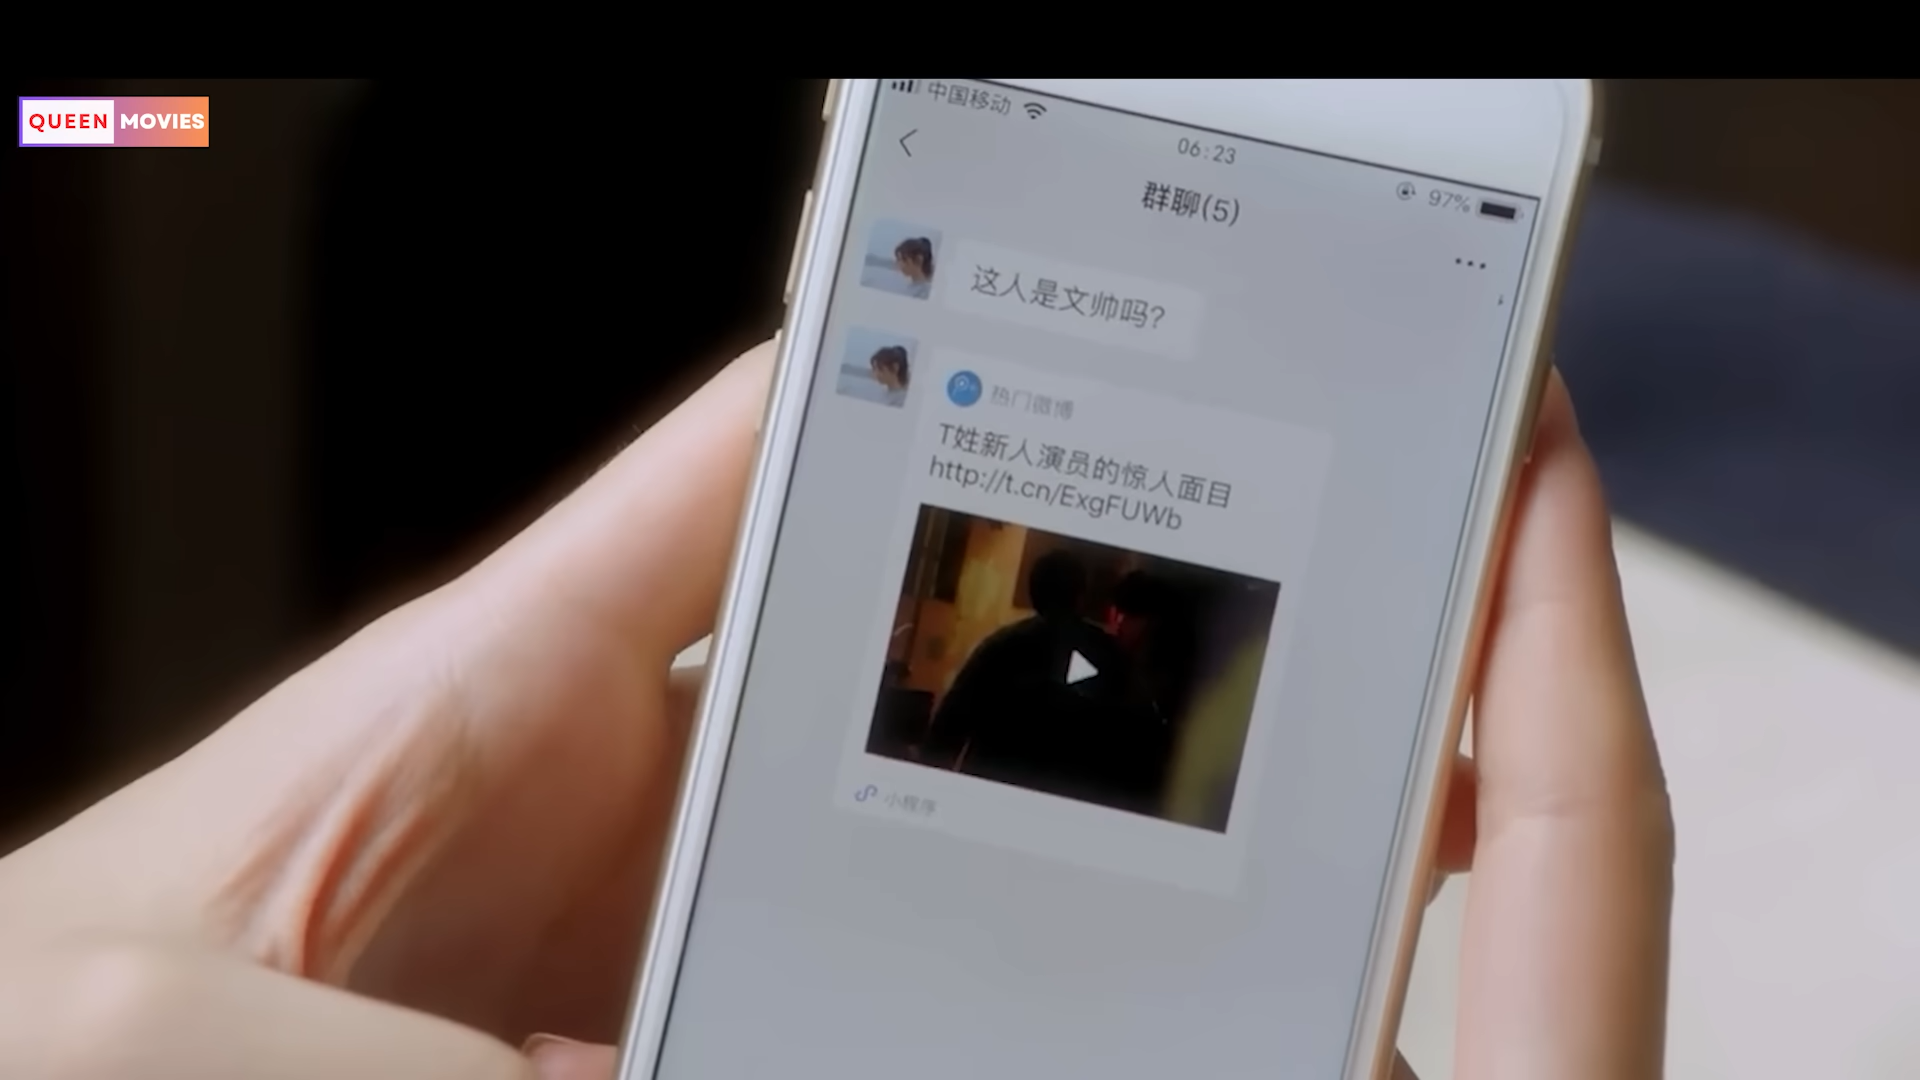 QUEEN MOVIES
中国移动
06:23
97%
群聊(5)
这人是文帅吗?
热门微博
T姓新人演员的惊人面目
http://t.cn/ExgFUWb
小程序